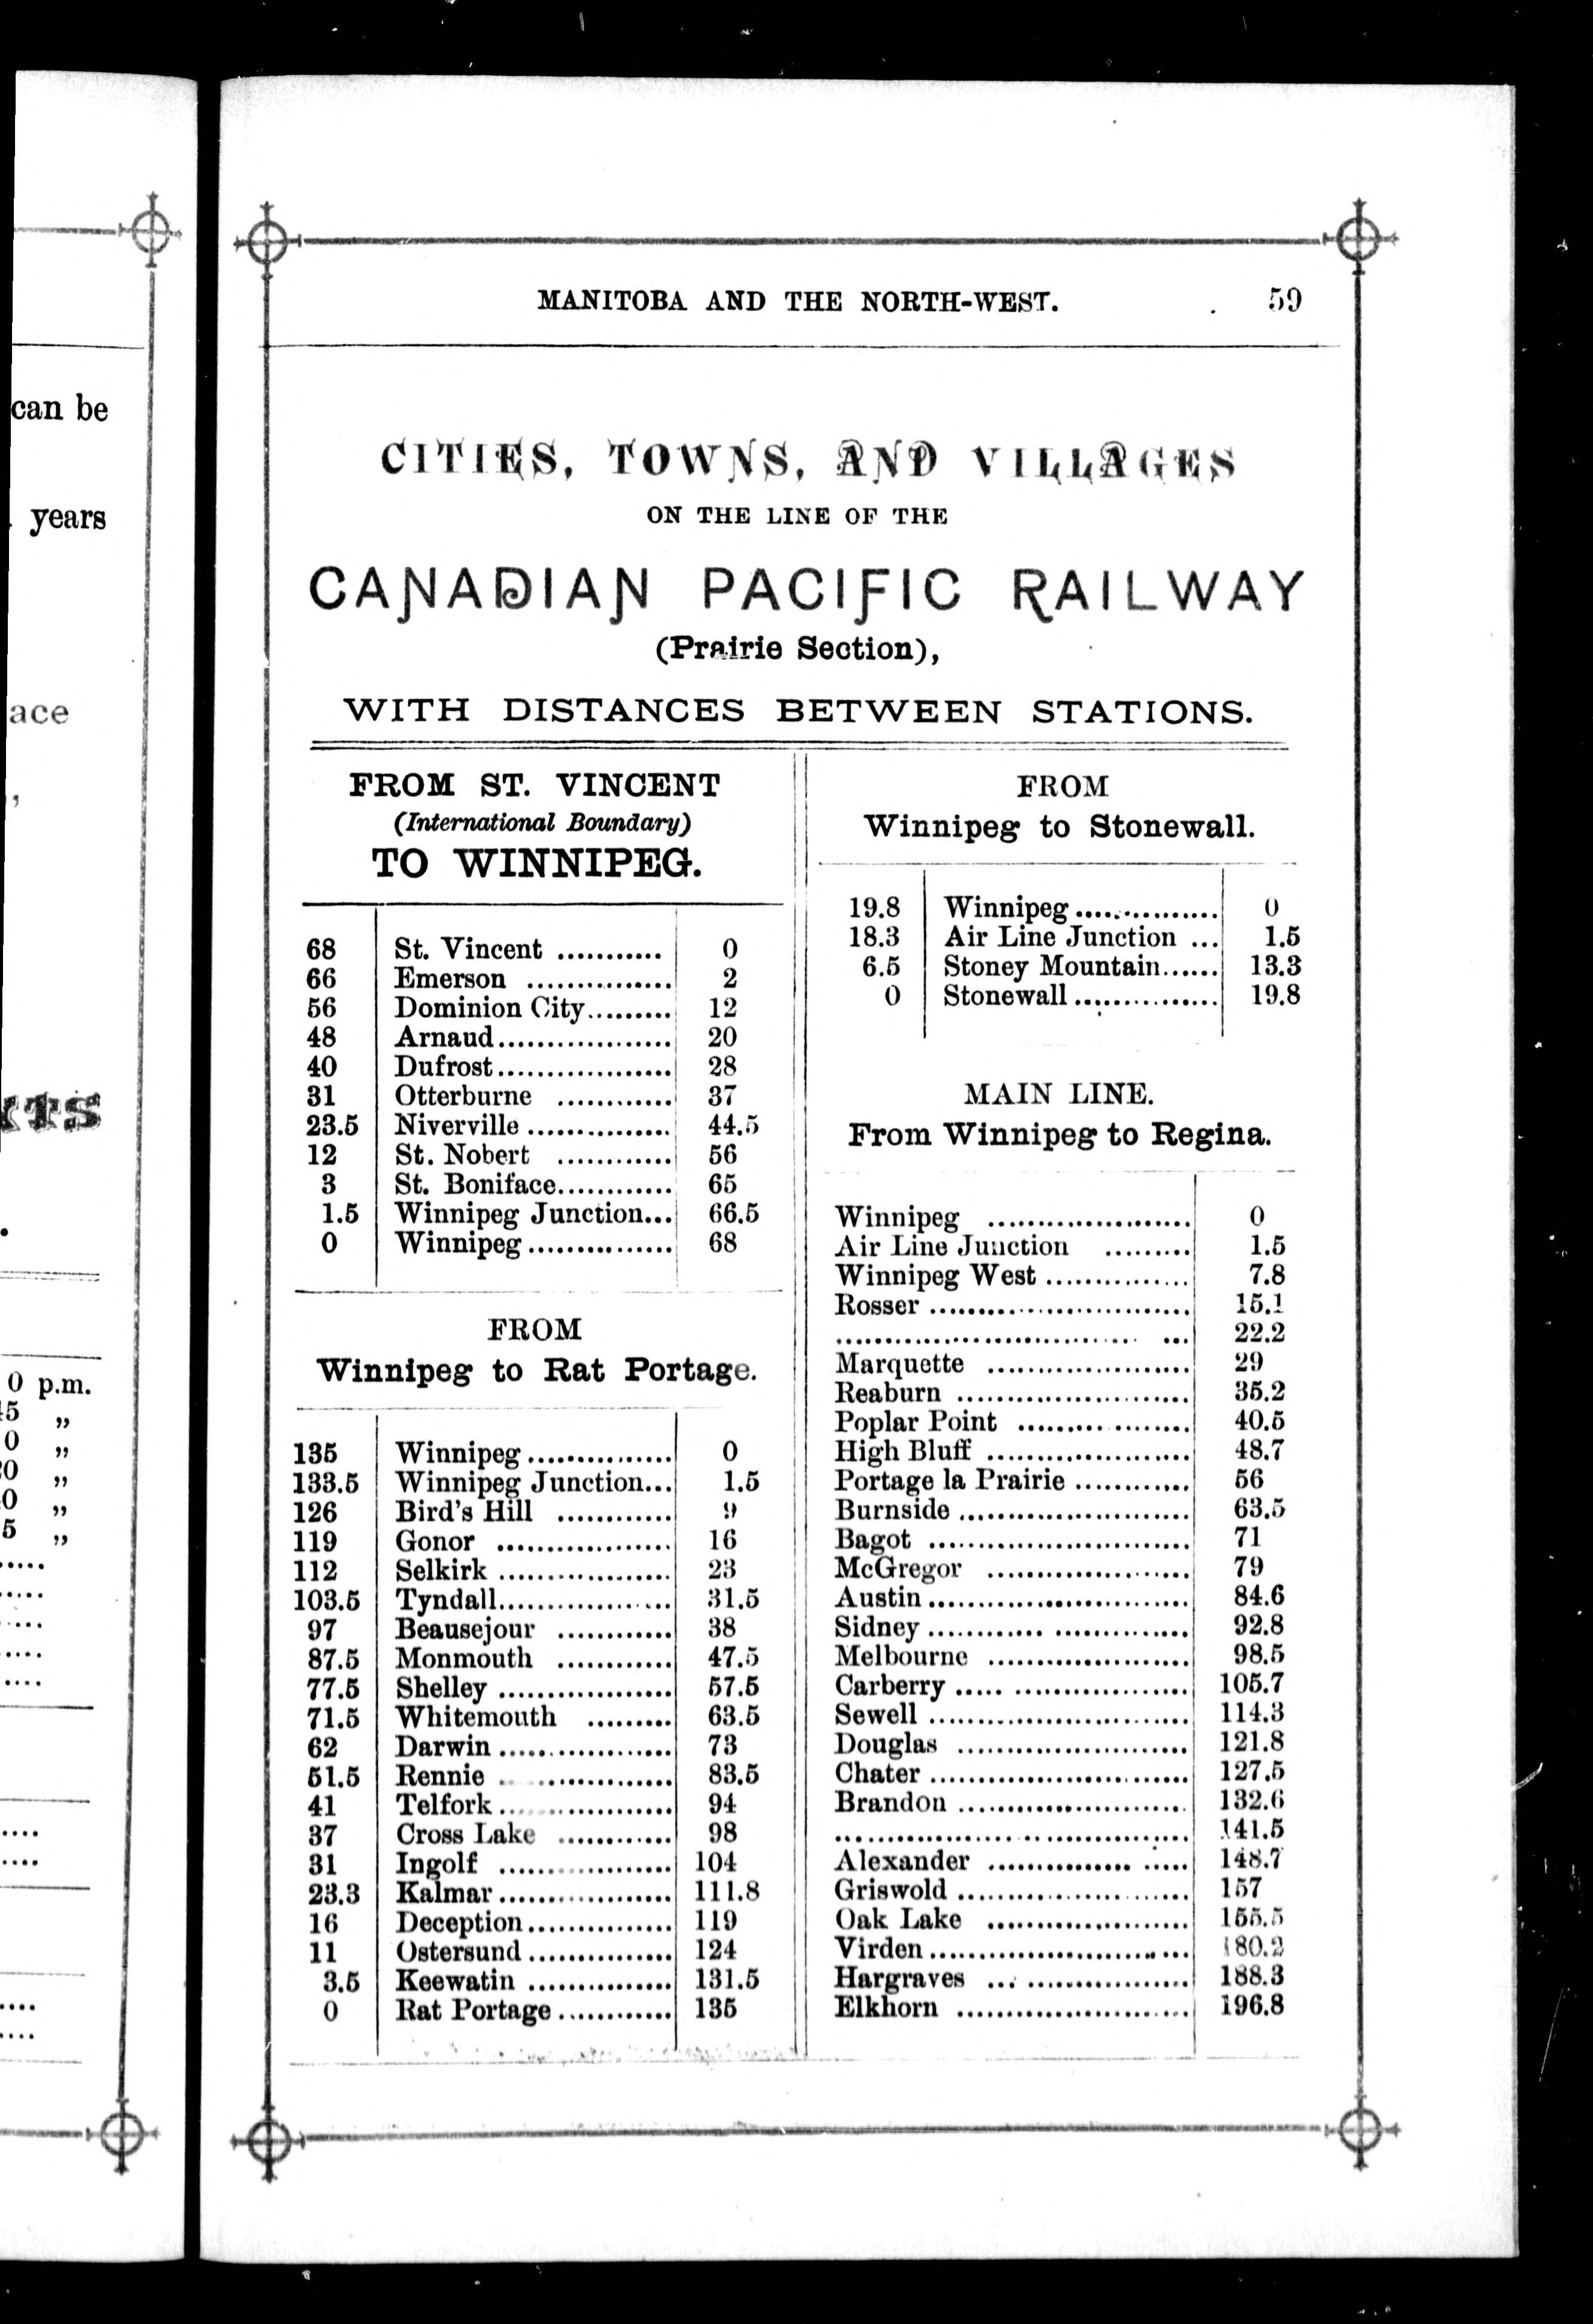 can be
years
ace
0 p.m.
5 „
0 „
0 „
0 „
5 „
MANITOBA AND THE NORTH-WEST. 59
CITIES, TOWNS, AND VILLAGES
ON THE LINE OF THE
CANADIAN PACIFIC RAILWAY
(Prairie Section),
WITH DISTANCES BETWEEN STATIONS.
FROM ST. VINCENT
(International Boundary)
TO WINNIPEG.
68 St. Vincent ........... 0
66 Emerson ............... 2
56 Dominion City......... 12
48 Arnaud.................. 20
40 Dufrost.................. 28
31 Otterburne ............ 37
23.5 Niverville ............... 44.5
12 St. Nobert ............ 56
3 St. Boniface............ 65
1.5 Winnipeg Junction... 66.5
0 Winnipeg............... 68
FROM
Winnipeg to Rat Portage.
135 Winnipeg............... 0
133.5 Winnipeg Junction... 1.5
126 Bird's Hill ............ 9
119 Gonor .................. 16
112 Selkirk .................. 23
103.5 Tyndall.................. 31.5
97 Beausejour ............ 38
87.5 Monmouth ............ 47.5
77.5 Shelley .................. 57.5
71.5 Whitemouth ......... 63.5
62 Darwin .................. 73
51.5 Rennie .................. 83.5
41 Telfork.................. 94
37 Cross Lake ............ 98
31 Ingolf .................. 104
23.3 Kalmar.................. 111.8
16 Deception............... 119
11 Ostersund ............... 124
3.5 Keewatin ............... 131.5
0 Rat Portage............ 135
FROM
Winnipeg to Stonewall.
19.8 Winnipeg............... 0
18.3 Air Line Junction ... 1.5
6.5 Stoney Mountain...... 13.3
0 Stonewall ............... 19.8
MAIN LINE.
From Winnipeg to Regina.
Winnipeg ..................... 0
Air Line Junction ......... 1.5
Winnipeg West ............... 7.8
Rosser ........................... 15.1
................................. ... 22.2
Marquette ..................... 29
Reaburn ........................ 35.2
Poplar Point .................. 40.5
High Bluff ..................... 48.7
Portage la Prairie ............ 56
Burnside ........................ 63.5
Bagot ........................... 71
McGregor ..................... 79
Austin ........................... 84.6
Sidney ........................... 92.8
Melbourne ..................... 98.5
Carberry ..... .................. 105.7
Sewell ........................... 114.3
Douglas ........................ 121.8
Chater ........................... 127.5
Brandon ........................ 132.6
.................................... 141.5
Alexander ............... ..... 148.7
Griswold ........................ 157
Oak Lake ..................... 155.5
Virden ........................... 180.2
Hargraves ... .................. 188.3
Elkhorn ........................ 196.8